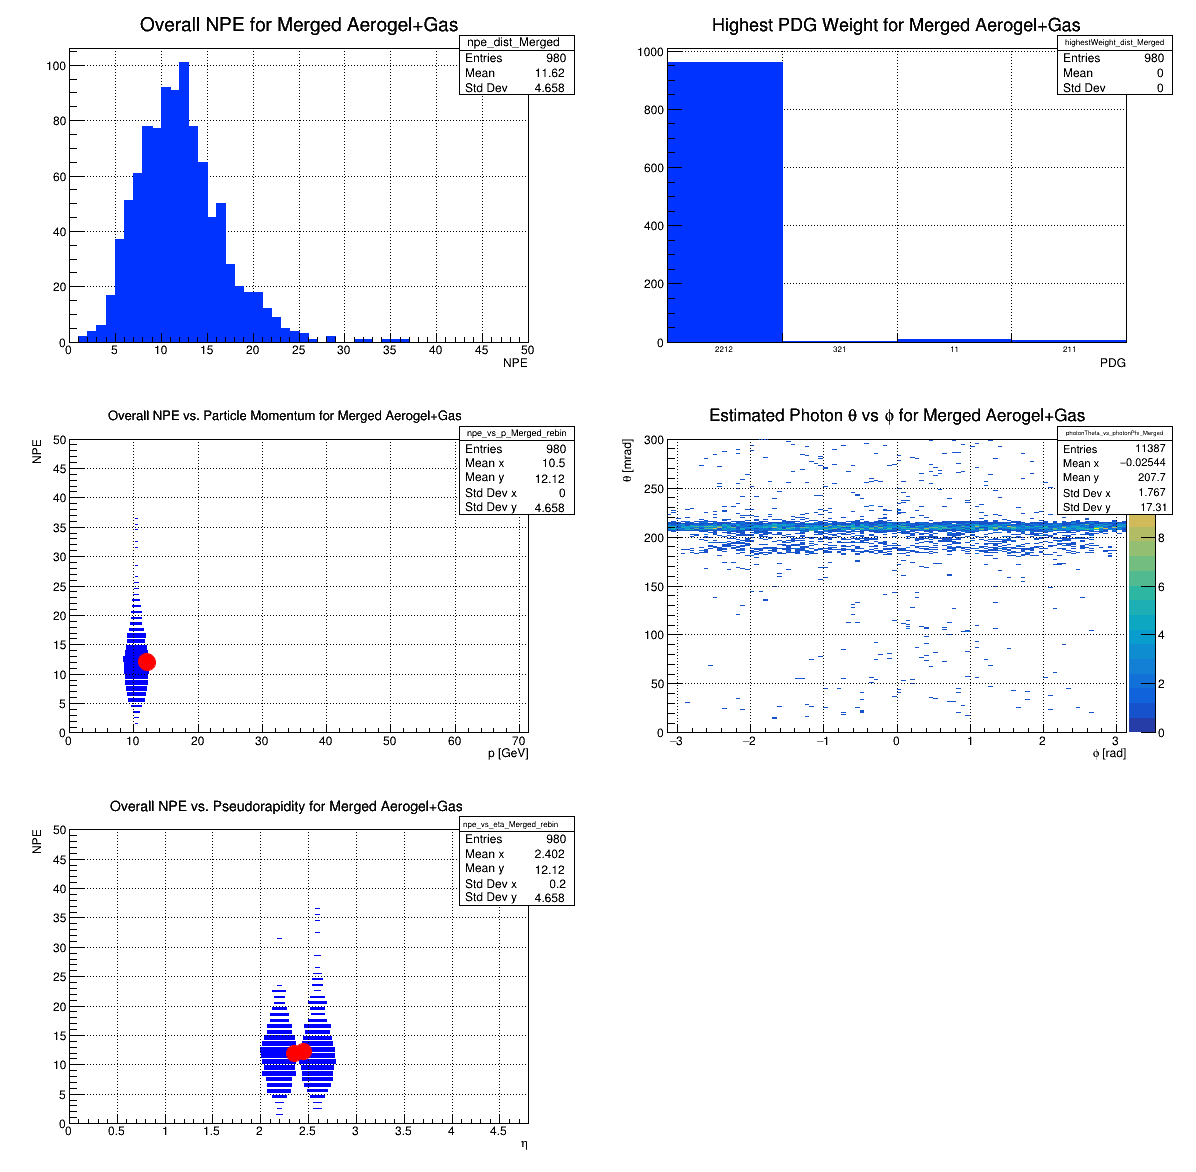 Overall NPE for Merged Aerogel+Gas
npe_dist_Merged
Entries 980
Mean 11.62
Std Dev 4.658
100
80
60
40
20
0
0 5 10 15 20 25 30 35 40 45 50
NPE
Highest PDG Weight for Merged Aerogel+Gas
highestWeight_dist_Merged
Entries 980
Mean 0
Std Dev 0
1000
800
600
400
200
0
2212 321 11 211
PDG
Overall NPE vs. Particle Momentum for Merged Aerogel+Gas
npe_vs_p_Merged_rebin
Entries 980
Mean x 10.5
Mean y 12.12
Std Dev x 0
Std Dev y 4.658
NPE
50
45
40
35
30
25
20
15
10
5
0
0 10 20 30 40 50 60 70
p [GeV]
Estimated Photon θ vs ϕ for Merged Aerogel+Gas
photonTheta_vs_photonPhi_Merged
Entries 11387
Mean x −0.02544
Mean y 207.7
Std Dev x 1.767
Std Dev y 17.31
θ [mrad]
300
250
200
150
100
50
0
−3 −2 −1 0 1 2 3
ϕ [rad]
8
6
4
2
0
Overall NPE vs. Pseudorapidity for Merged Aerogel+Gas
npe_vs_eta_Merged_rebin
Entries 980
Mean x 2.402
Mean y 12.12
Std Dev x 0.2
Std Dev y 4.658
NPE
50
45
40
35
30
25
20
15
10
5
0
0 0.5 1 1.5 2 2.5 3 3.5 4 4.5
η